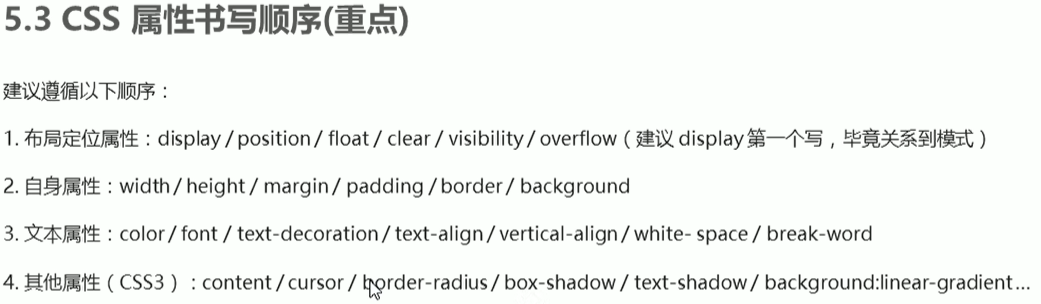 5.3 CSS 属性书写顺序(重点)
建议遵循以下顺序：
1. 布局定位属性：display / position / float / clear / visibility / overflow（建议 display 第一个写，毕竟关系到模式）
2. 自身属性：width / height / margin / padding / border / background
3. 文本属性：color / font / text-decoration / text-align / vertical-align / white- space / break-word
4. 其他属性（CSS3）：content / cursor / border-radius / box-shadow / text-shadow / background:linear-gradient…